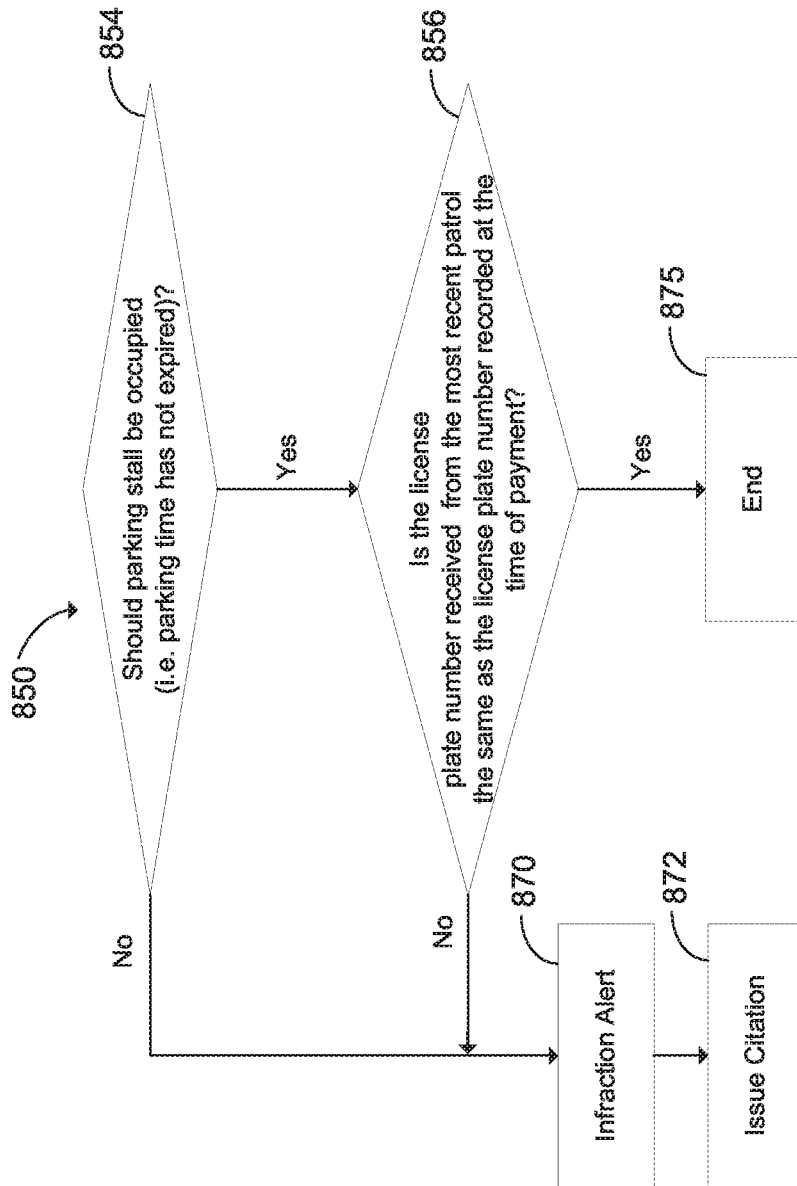 850
854
Should parking stall be occupied
(i.e. parking time has not expired)?
No
Yes
856
Is the license
plate number received from the most recent patrol
the same as the license plate number recorded at the
time of payment?
No
Yes
870
Infraction Alert
872
Issue Citation
875
End